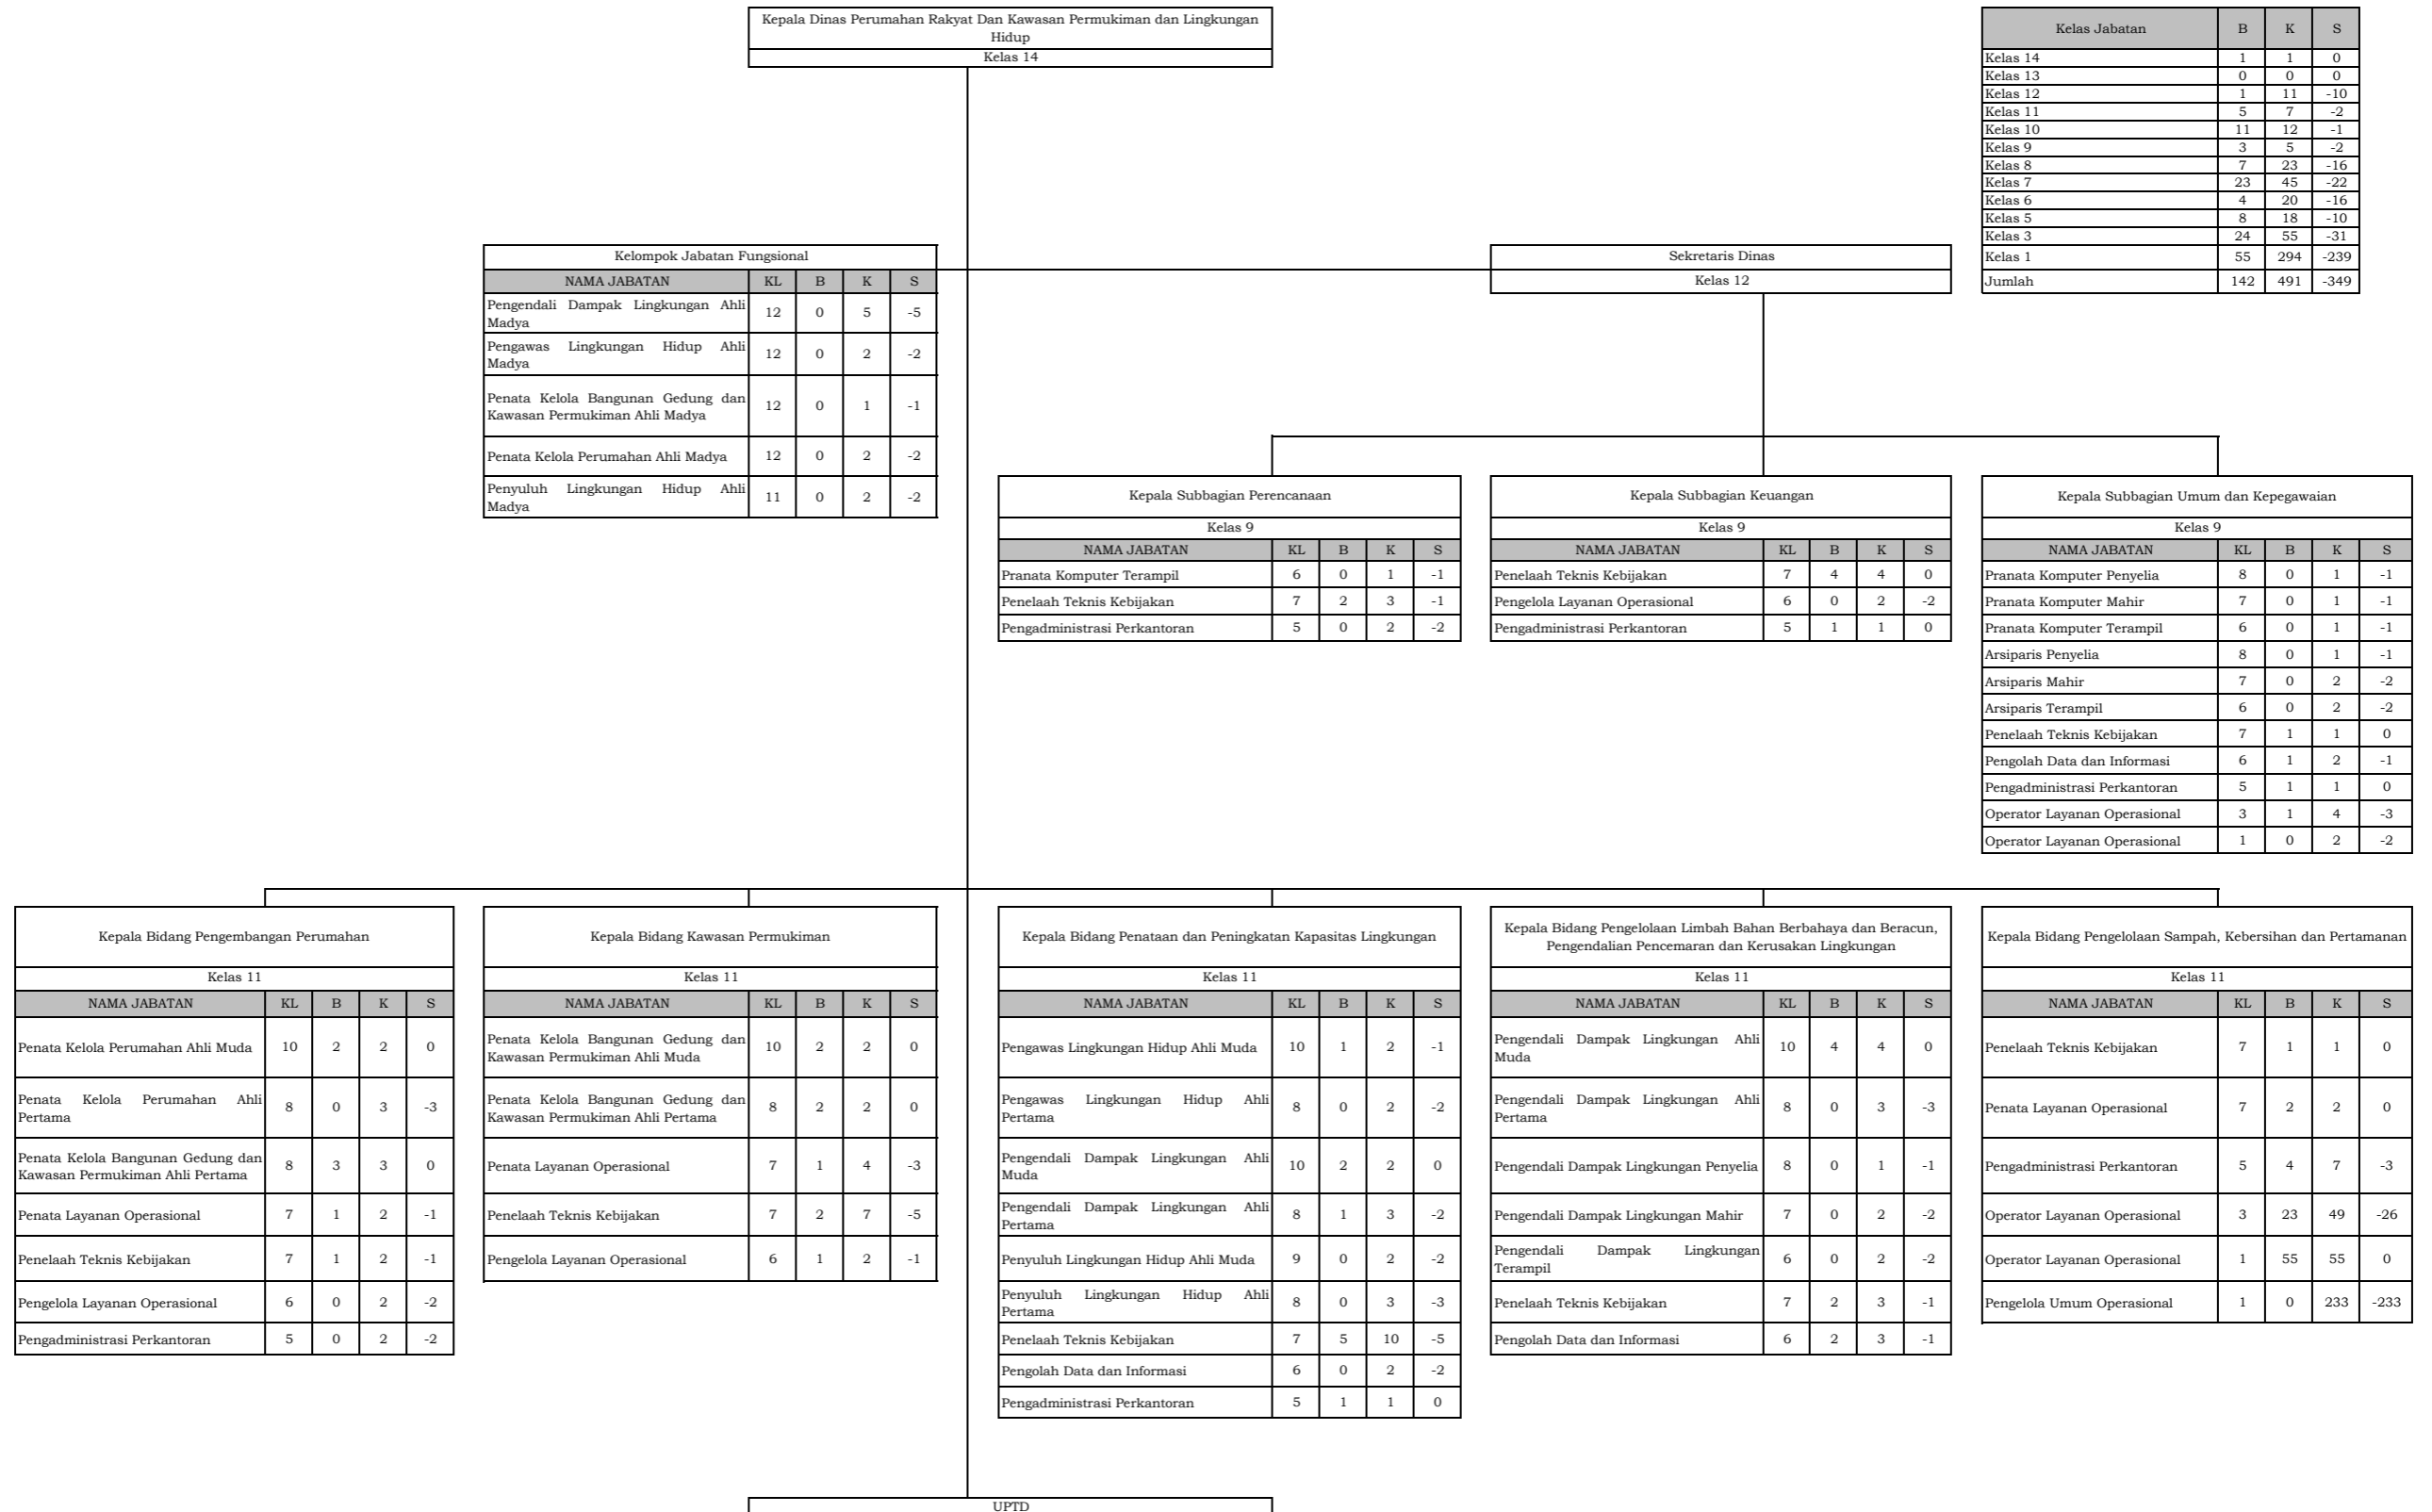 Kepala Dinas Perumahan Rakyat Dan Kawasan Permukiman dan Lingkungan
Hidup
Kelas 14
Kelas Jabatan B K S
Kelas 14 1 1 0
Kelas 13 0 0 0
Kelas 12 1 11 -10
Kelas 11 5 7 -2
Kelas 10 11 12 -1
Kelas 9 3 5 -2
Kelas 8 7 23 -16
Kelas 7 23 45 -22
Kelas 6 4 20 -16
Kelas 5 8 18 -10
Kelas 3 24 55 -31
Kelas 1 55 294 -239
Jumlah 142 491 -349
Kelompok Jabatan Fungsional
NAMA JABATAN KL B K S
Pengendali Dampak Lingkungan Ahli
Madya 12 0 5 -5
Pengawas Lingkungan Hidup Ahli
Madya 12 0 2 -2
Penata Kelola Bangunan Gedung dan
Kawasan Permukiman Ahli Madya 12 0 1 -1
Penata Kelola Perumahan Ahli Madya 12 0 2 -2
Penyuluh Lingkungan Hidup Ahli
Madya 11 0 2 -2
Sekretaris Dinas
Kelas 12
Kepala Subbagian Perencanaan
Kelas 9
NAMA JABATAN KL B K S
Pranata Komputer Terampil 6 0 1 -1
Penelaah Teknis Kebijakan 7 2 3 -1
Pengadministrasi Perkantoran 5 0 2 -2
Kepala Subbagian Keuangan
Kelas 9
NAMA JABATAN KL B K S
Penelaah Teknis Kebijakan 7 4 4 0
Pengelola Layanan Operasional 6 0 2 -2
Pengadministrasi Perkantoran 5 1 1 0
Kepala Subbagian Umum dan Kepegawaian
Kelas 9
NAMA JABATAN KL B K S
Pranata Komputer Penyelia 8 0 1 -1
Pranata Komputer Mahir 7 0 1 -1
Pranata Komputer Terampil 6 0 1 -1
Arsiparis Penyelia 8 0 1 -1
Arsiparis Mahir 7 0 2 -2
Arsiparis Terampil 6 0 2 -2
Penelaah Teknis Kebijakan 7 1 1 0
Pengolah Data dan Informasi 6 1 2 -1
Pengadministrasi Perkantoran 5 1 1 0
Operator Layanan Operasional 3 1 4 -3
Operator Layanan Operasional 1 0 2 -2
Kepala Bidang Pengembangan Perumahan
Kelas 11
NAMA JABATAN KL B K S
Penata Kelola Perumahan Ahli Muda 10 2 2 0
Penata Kelola Perumahan Ahli
Pertama 8 0 3 -3
Penata Kelola Bangunan Gedung dan
Kawasan Permukiman Ahli Pertama 8 3 3 0
Penata Layanan Operasional 7 1 2 -1
Penelaah Teknis Kebijakan 7 1 2 -1
Pengelola Layanan Operasional 6 0 2 -2
Pengadministrasi Perkantoran 5 0 2 -2
Kepala Bidang Kawasan Permukiman
Kelas 11
NAMA JABATAN KL B K S
Penata Kelola Bangunan Gedung dan
Kawasan Permukiman Ahli Muda 10 2 2 0
Penata Kelola Bangunan Gedung dan
Kawasan Permukiman Ahli Pertama 8 2 2 0
Penata Layanan Operasional 7 1 4 -3
Penelaah Teknis Kebijakan 7 2 7 -5
Pengelola Layanan Operasional 6 1 2 -1
Kepala Bidang Penataan dan Peningkatan Kapasitas Lingkungan
Kelas 11
NAMA JABATAN KL B K S
Pengawas Lingkungan Hidup Ahli Muda 10 1 2 -1
Pengawas Lingkungan Hidup Ahli
Pertama 8 0 2 -2
Pengendali Dampak Lingkungan Ahli
Muda 10 2 2 0
Pengendali Dampak Lingkungan Ahli
Pertama 8 1 3 -2
Penyuluh Lingkungan Hidup Ahli Muda 9 0 2 -2
Penyuluh Lingkungan Hidup Ahli
Pertama 8 0 3 -3
Penelaah Teknis Kebijakan 7 5 10 -5
Pengolah Data dan Informasi 6 0 2 -2
Pengadministrasi Perkantoran 5 1 1 0
Kepala Bidang Pengelolaan Limbah Bahan Berbahaya dan Beracun,
Pengendalian Pencemaran dan Kerusakan Lingkungan
Kelas 11
NAMA JABATAN KL B K S
Pengendali Dampak Lingkungan Ahli
Muda 10 4 4 0
Pengendali Dampak Lingkungan Ahli
Pertama 8 0 3 -3
Pengendali Dampak Lingkungan Penyelia 8 0 1 -1
Pengendali Dampak Lingkungan Mahir 7 0 2 -2
Pengendali Dampak Lingkungan
Terampil 6 0 2 -2
Penelaah Teknis Kebijakan 7 2 3 -1
Pengolah Data dan Informasi 6 2 3 -1
Kepala Bidang Pengelolaan Sampah, Kebersihan dan Pertamanan
Kelas 11
NAMA JABATAN KL B K S
Penelaah Teknis Kebijakan 7 1 1 0
Penata Layanan Operasional 7 2 2 0
Pengadministrasi Perkantoran 5 4 7 -3
Operator Layanan Operasional 3 23 49 -26
Operator Layanan Operasional 1 55 55 0
Pengelola Umum Operasional 1 0 233 -233
UPTD